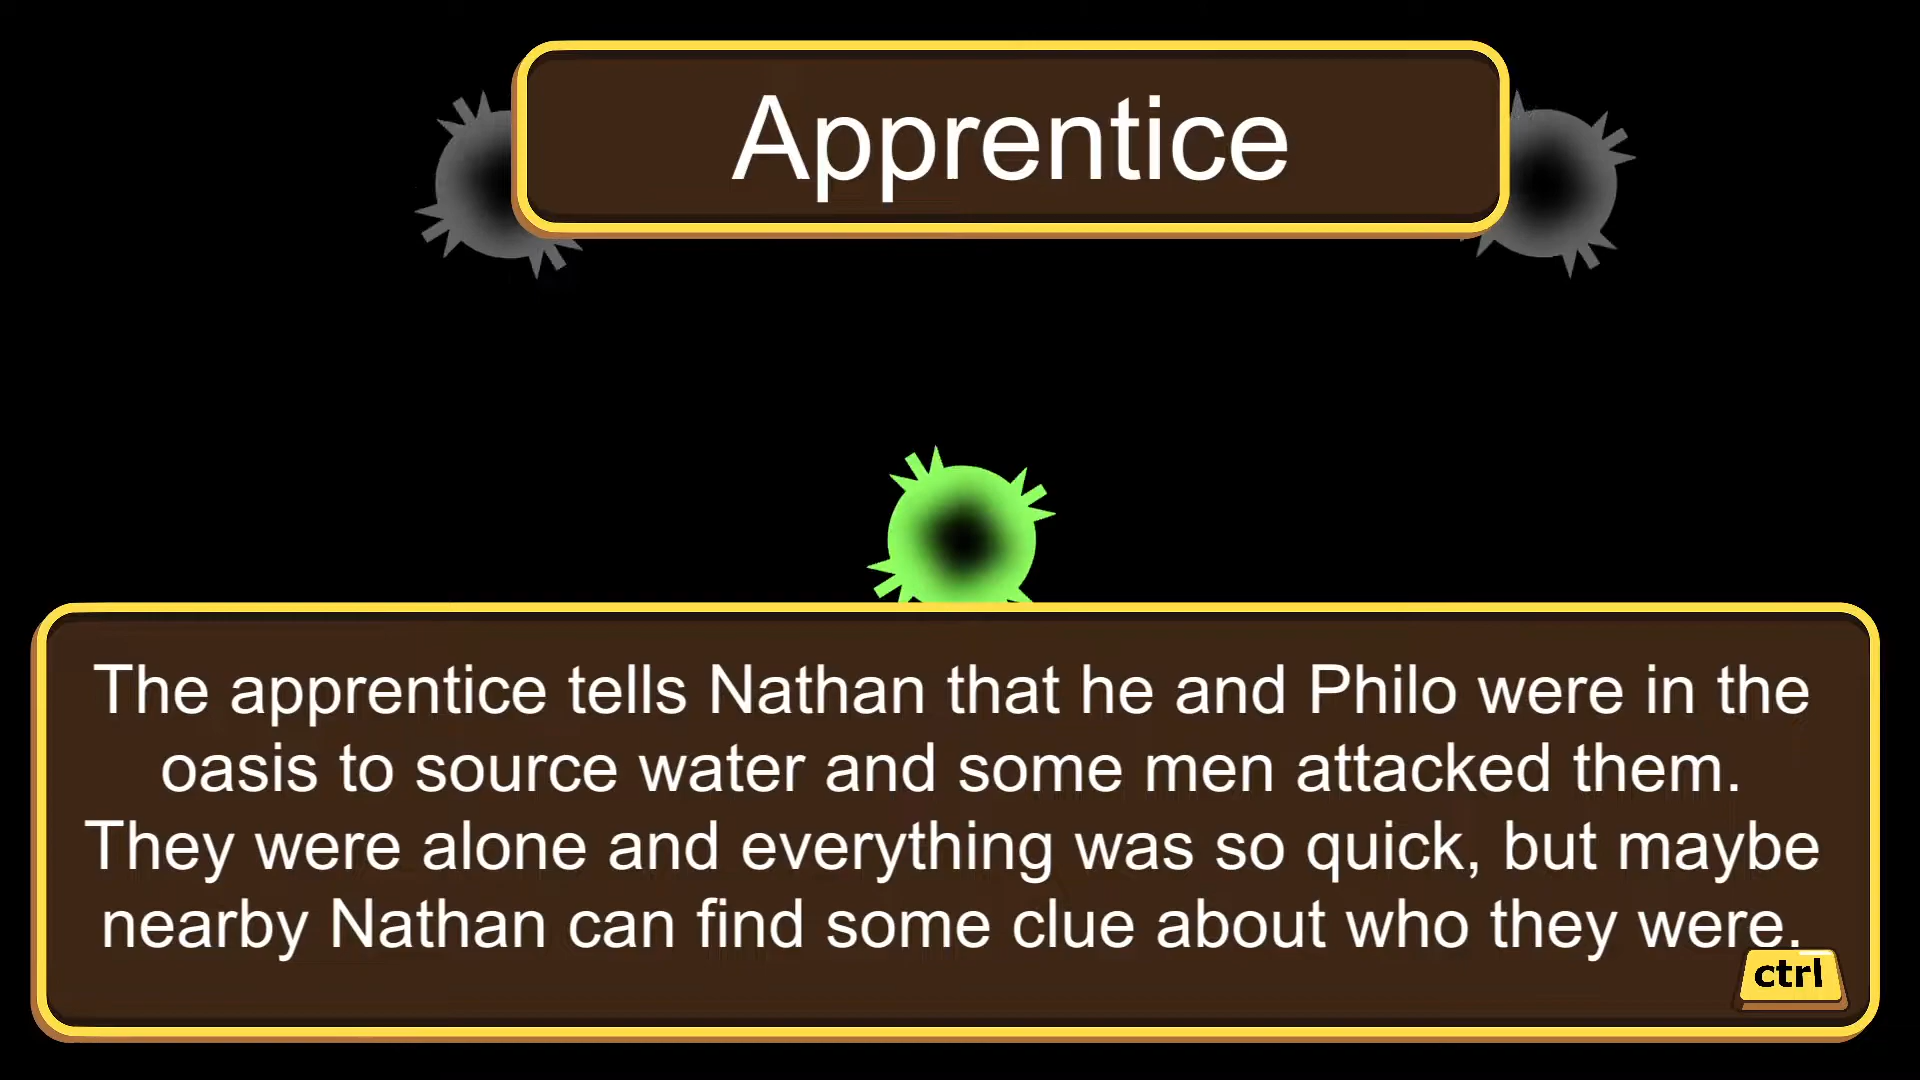 Apprentice
The apprentice tells Nathan that he and Philo were in the
oasis to source water and some men attacked them.
They were alone and everything was so quick, but maybe
nearby Nathan can find some clue about who they were.
ctrl